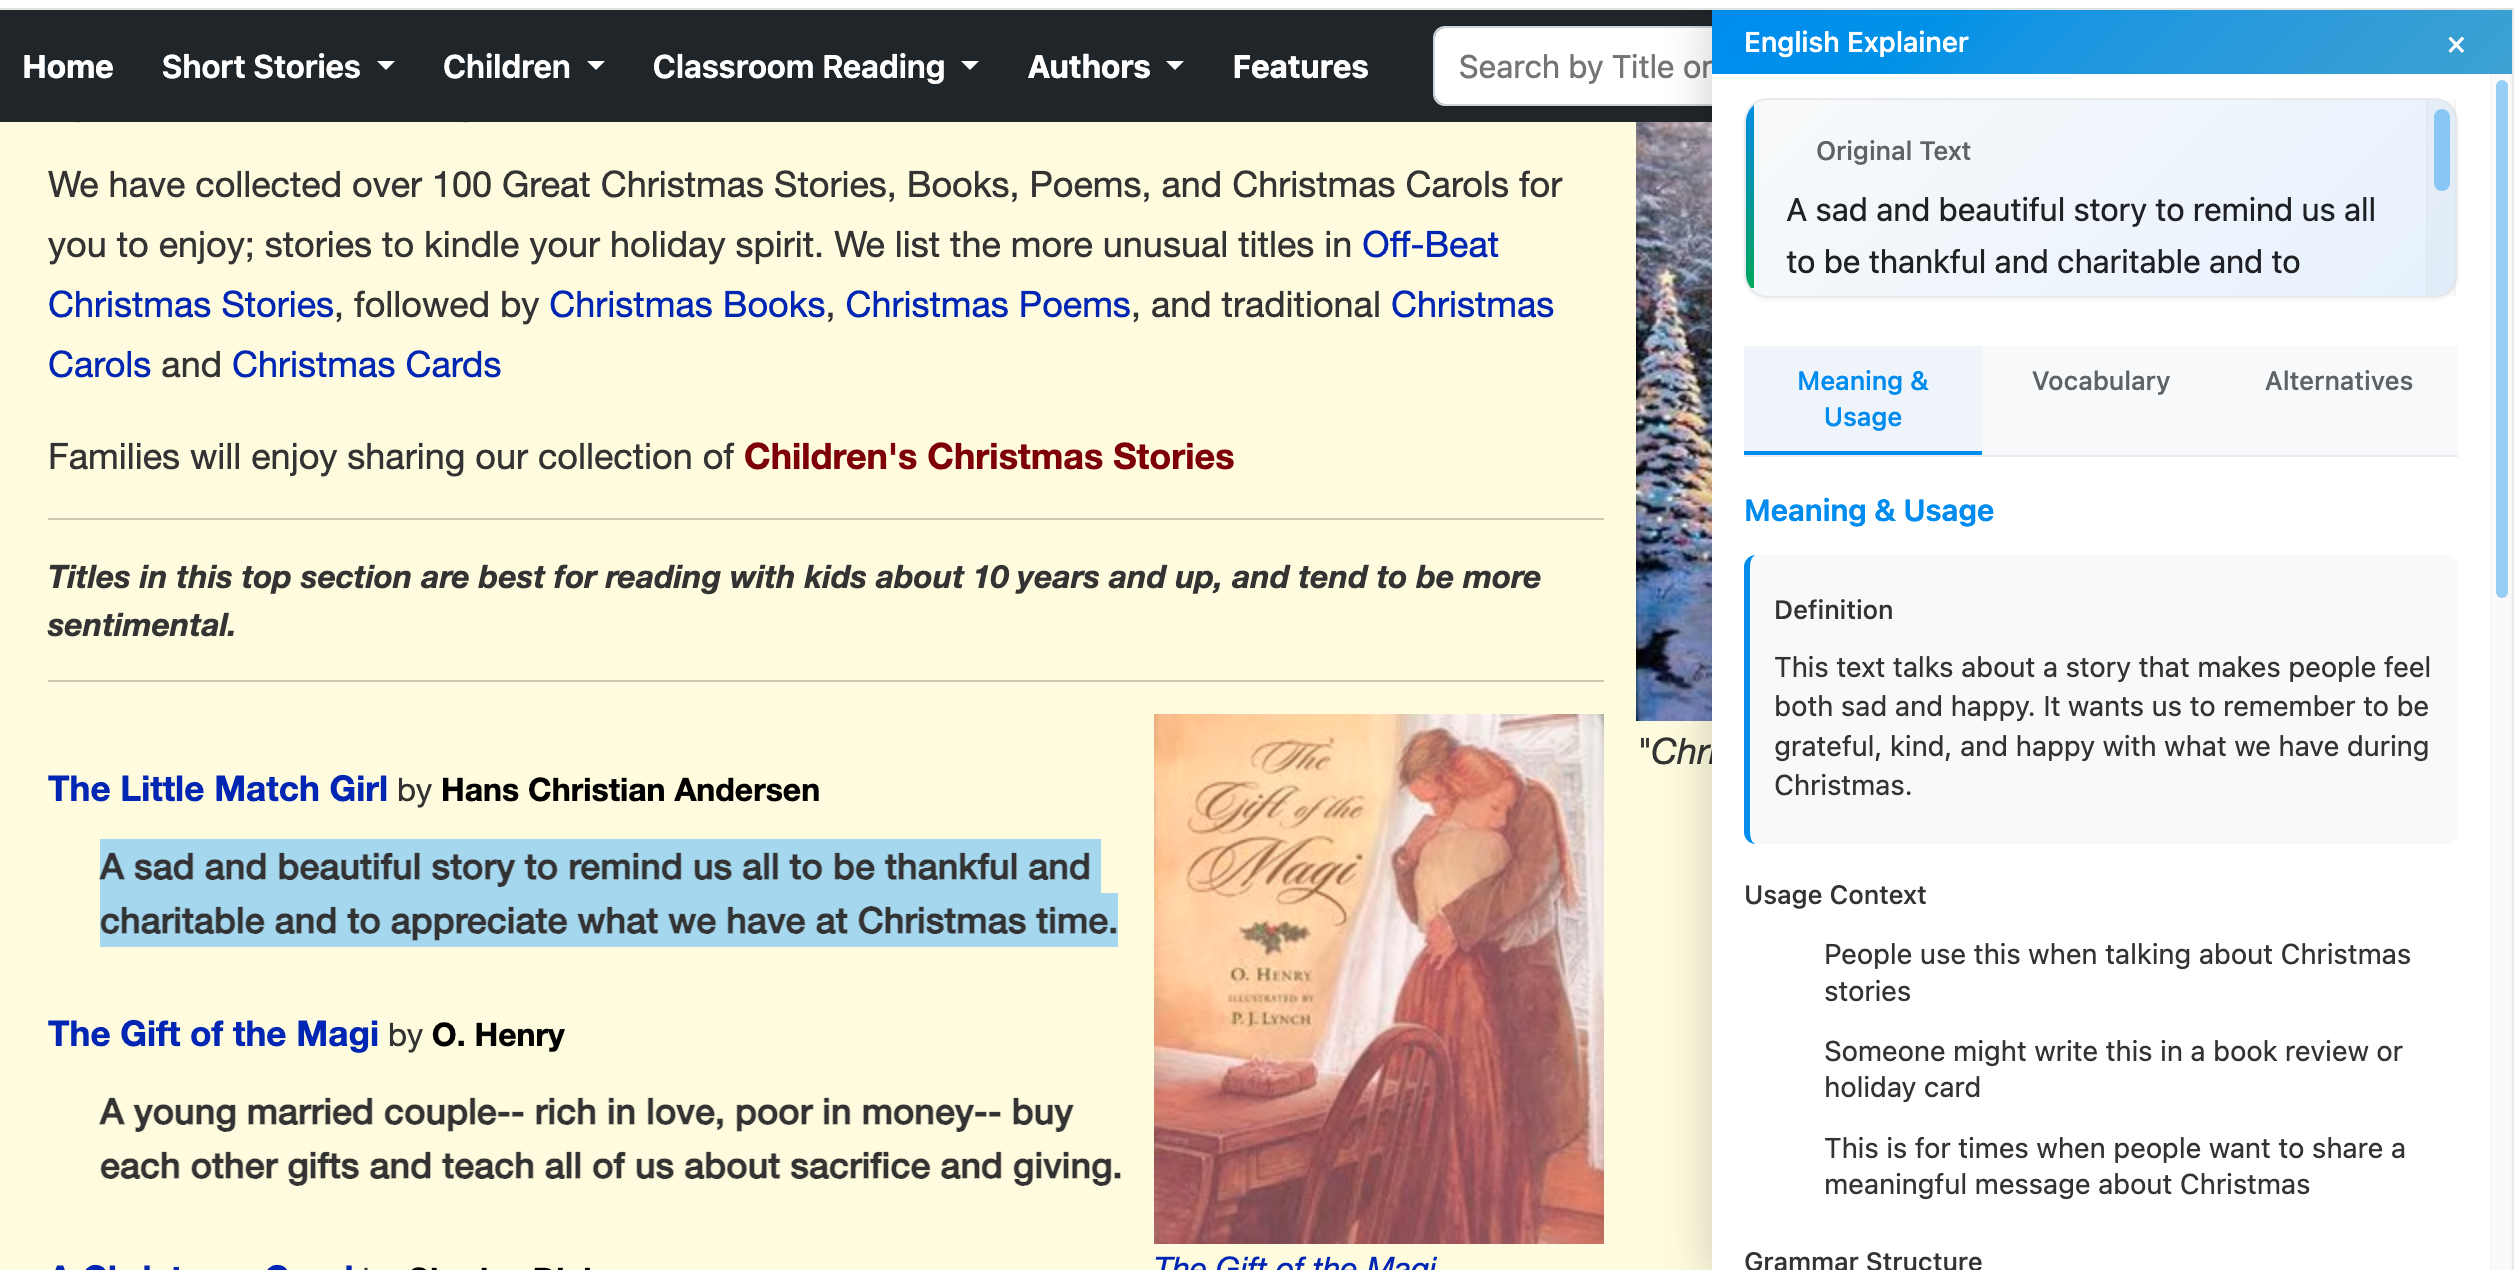 Home Short Stories Children Classroom Reading Authors Features Search by Title or
We have collected over 100 Great Christmas Stories, Books, Poems, and Christmas Carols for
you to enjoy; stories to kindle your holiday spirit. We list the more unusual titles in Off-Beat
Christmas Stories, followed by Christmas Books, Christmas Poems, and traditional Christmas
Carols and Christmas Cards
Families will enjoy sharing our collection of Children's Christmas Stories
Titles in this top section are best for reading with kids about 10 years and up, and tend to be more
sentimental.
The Little Match Girl by Hans Christian Andersen
A sad and beautiful story to remind us all to be thankful and
charitable and to appreciate what we have at Christmas time.
The Gift of the Magi by O. Henry
A young married couple-- rich in love, poor in money-- buy
each other gifts and teach all of us about sacrifice and giving.
The
Gift of the
Magi
O. HENRY
ILLUSTRATED BY
P. J. LYNCH
The Gift of the Magi
"Chri
English Explainer
×
Original Text
A sad and beautiful story to remind us all
to be thankful and charitable and to
Meaning &
Usage
Vocabulary
Alternatives
Meaning & Usage
Definition
This text talks about a story that makes people feel
both sad and happy. It wants us to remember to be
grateful, kind, and happy with what we have during
Christmas.
Usage Context
People use this when talking about Christmas
stories
Someone might write this in a book review or
holiday card
This is for times when people want to share a
meaningful message about Christmas
Grammar Structure